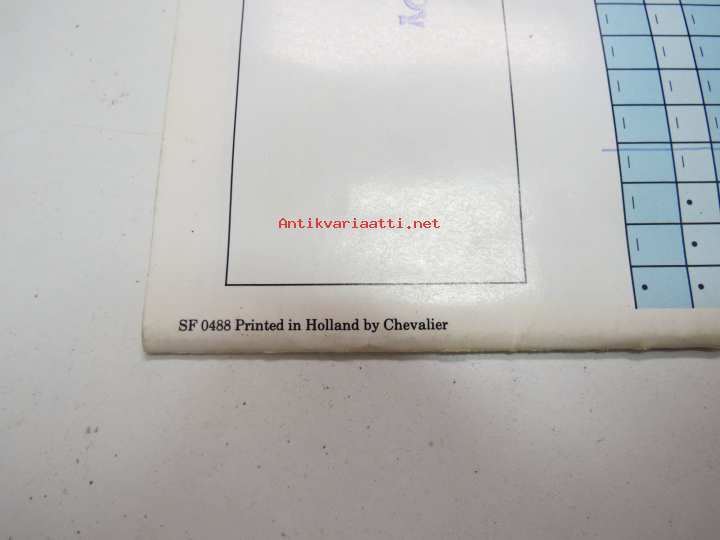 Antikvariaatti.net
SF 0488 Printed in Holland by Chevalier